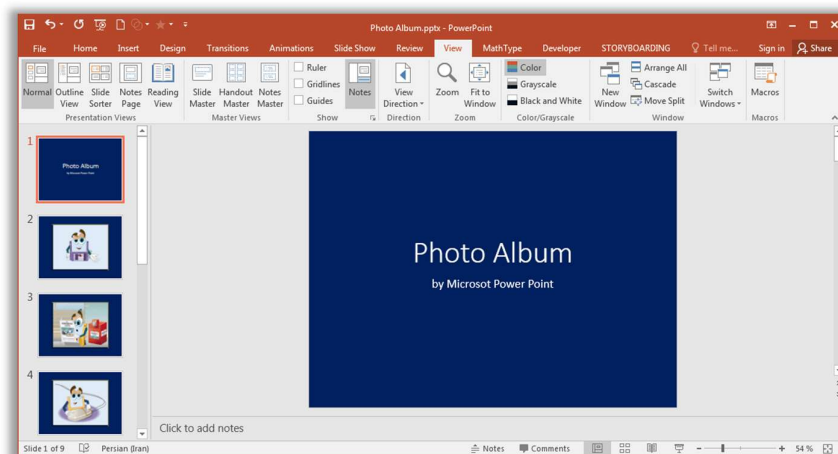 Photo Album.pptx - PowerPoint
File Home Insert Design Transitions Animations Slide Show Review View MathType Developer STORYBOARDING Tell me... Sign in Share
Normal Outline View Slide Sorter Notes Page Reading View
Presentation Views
Slide Master Handout Master Notes Master
Master Views
Ruler
Gridlines
Guides
Notes
Show
View Direction
Direction
Zoom Fit to Window
Zoom
Color
Grayscale
Black and White
Color/Grayscale
New Window
Arrange All
Cascade
Move Split
Switch Windows
Window
Macros
Macros
1
Photo Album
2
3
4
Photo Album
by Microsot Power Point
Click to add notes
Slide 1 of 9 Persian (Iran) Notes Comments 54 %